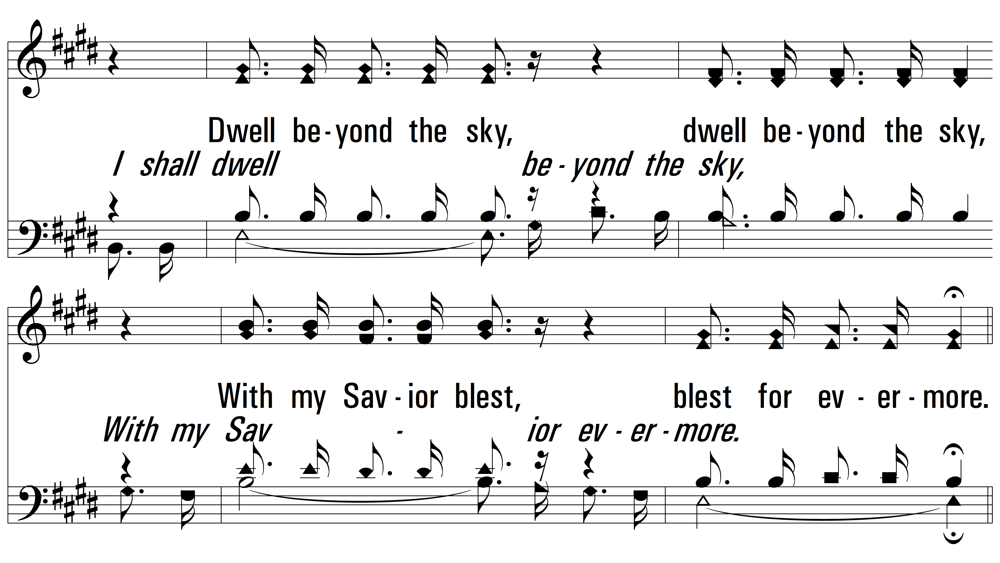 Dwell be-yond the sky, dwell be-yond the sky,
I shall dwell be-yond the sky,
With my Sav-ior blest, blest for ev-er-more.
With my Sav-ior ev-er-more.